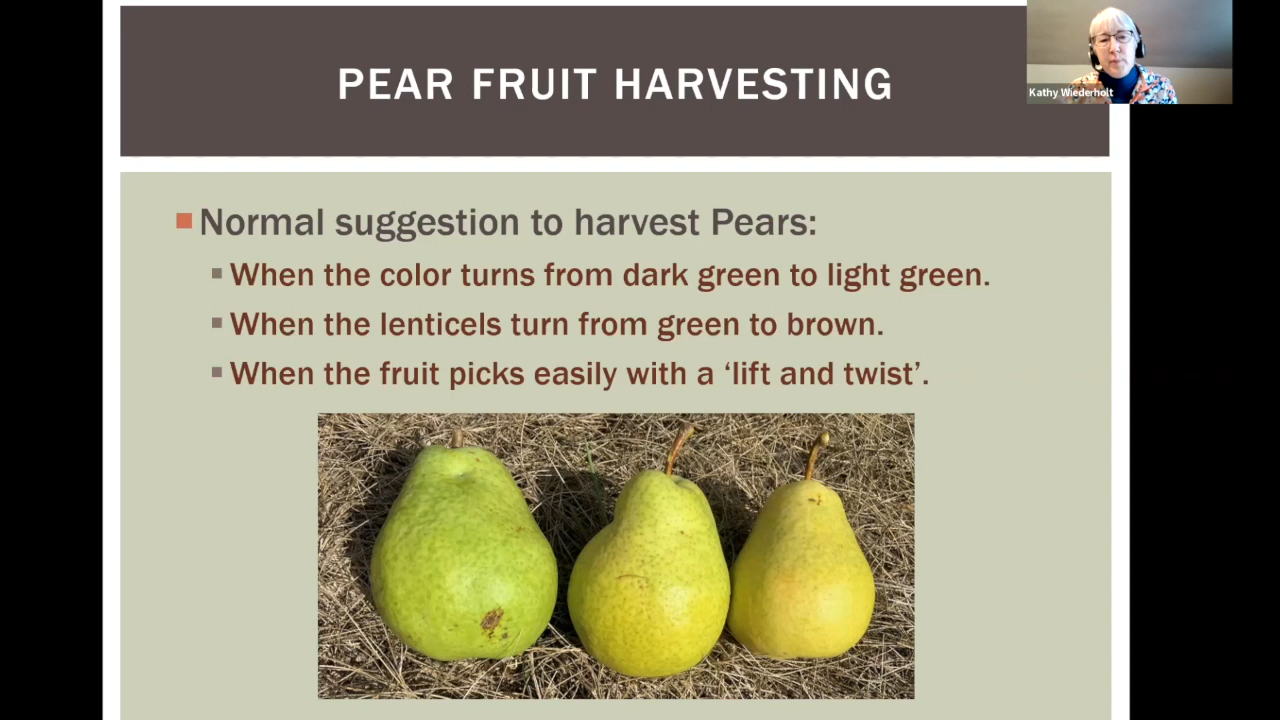 PEAR FRUIT HARVESTING
Kathy Wiederholt
Normal suggestion to harvest Pears:
When the color turns from dark green to light green.
When the lenticels turn from green to brown.
When the fruit picks easily with a ‘lift and twist’.